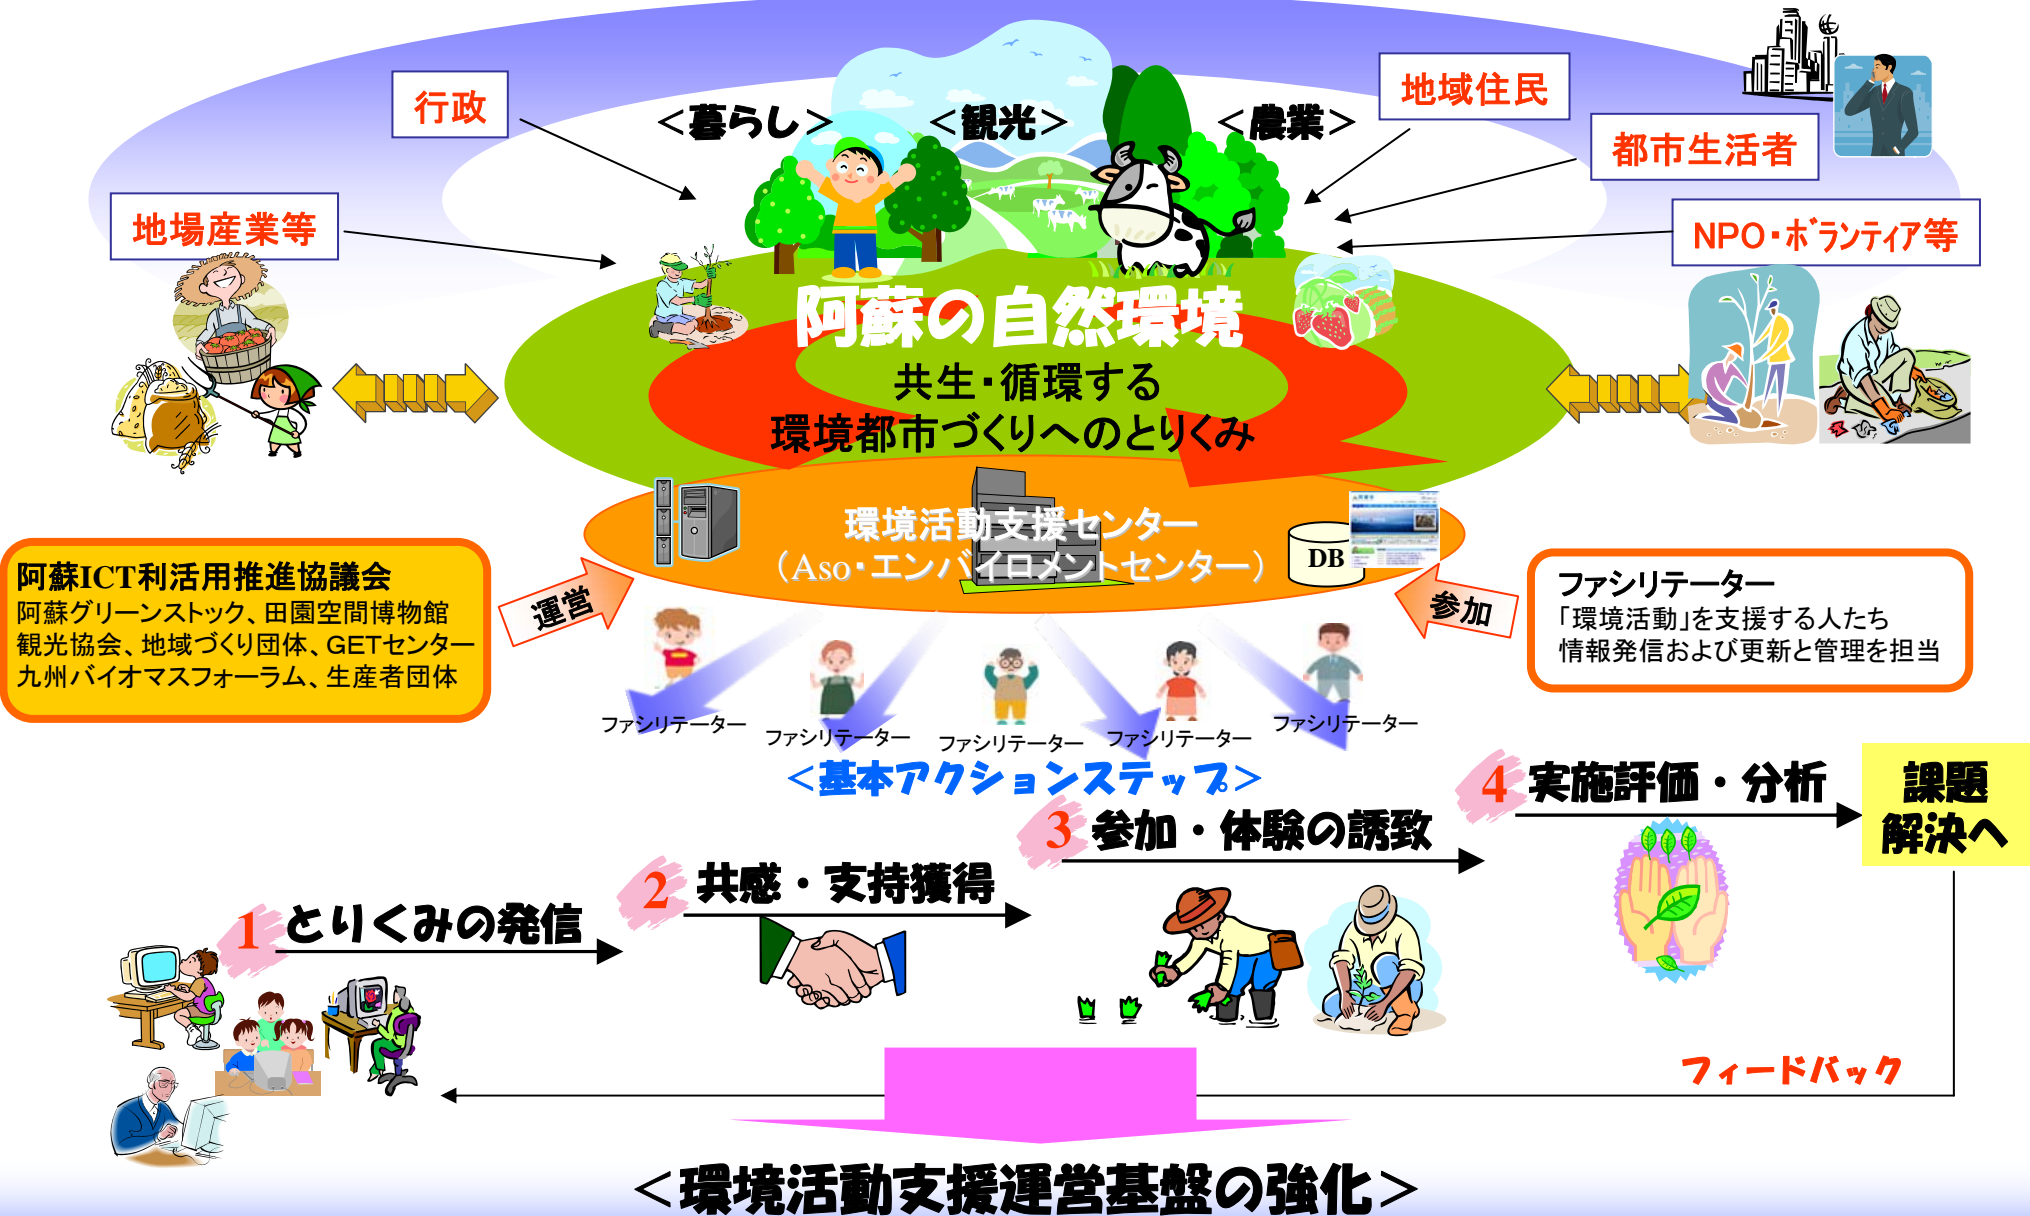 行政
＜暮らし＞
＜観光＞
＜農業＞
地域住民
都市生活者
地場産業等
NPO・ボランティア等
阿蘇の自然環境
共生・循環する
環境都市づくりへのとりくみ
環境活動支援センター
（Aso・エンバイロメントセンター）
DB
阿蘇ICT利活用推進協議会
阿蘇グリーンストック、田園空間博物館
観光協会、地域づくり団体、GETセンター
九州バイオマスフォーラム、生産者団体
運営
参加
ファシリテーター
「環境活動」を支援する人たち
情報発信および更新と管理を担当
ファシリテーター
ファシリテーター
ファシリテーター
ファシリテーター
ファシリテーター
＜基本アクションステップ＞
1 とりくみの発信
2 共感・支持獲得
3 参加・体験の誘致
4 実施評価・分析
課題
解決へ
フィードバック
＜環境活動支援運営基盤の強化＞